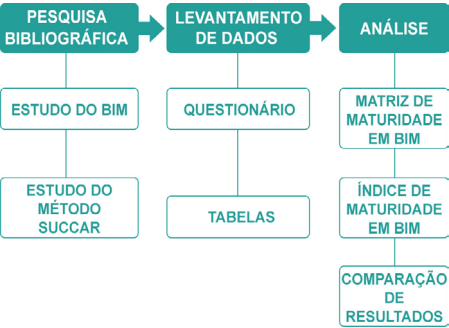 PESQUISA
BIBLIOGRÁFICA
ESTUDO DO BIM
ESTUDO DO
MÉTODO
SUCCAR
LEVANTAMENTO
DE DADOS
QUESTIONÁRIO
TABELAS
ANÁLISE
MATRIZ DE
MATURIDADE
EM BIM
ÍNDICE DE
MATURIDADE
EM BIM
COMPARAÇÃO
DE
RESULTADOS